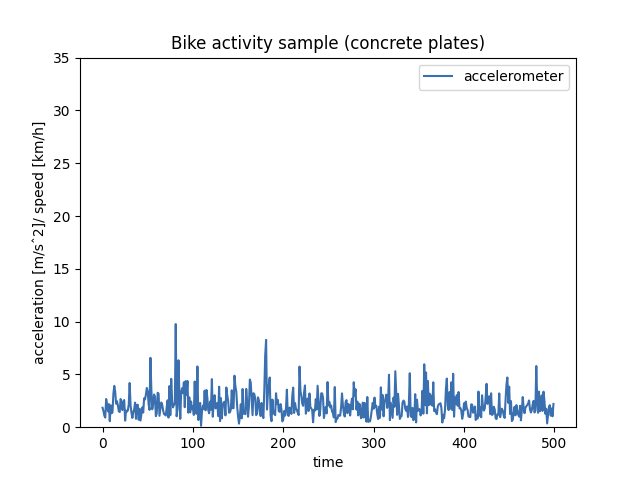 Bike activity sample (concrete plates)
accelerometer
acceleration [m/s^2]/ speed [km/h]
35
30
25
20
15
10
5
0
0 100 200 300 400 500
time